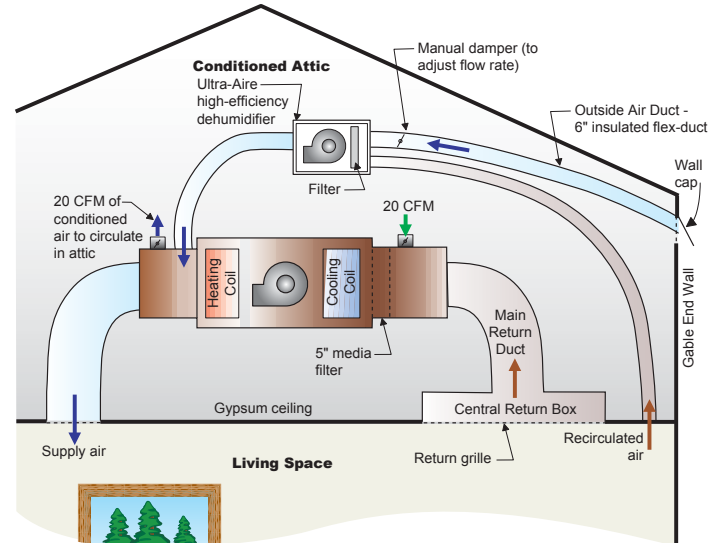 Conditioned Attic
Ultra-Aire
high-efficiency
dehumidifier
Manual damper (to
adjust flow rate)
Outside Air Duct -
6" insulated flex-duct
Wall
cap
Filter
20 CFM of
conditioned
air to circulate
in attic
20 CFM
Heating
Coil
Cooling
Coil
Main
Return
Duct
5" media
filter
Gable End Wall
Gypsum ceiling
Central Return Box
Supply air
Return grille
Recirculated
air
Living Space